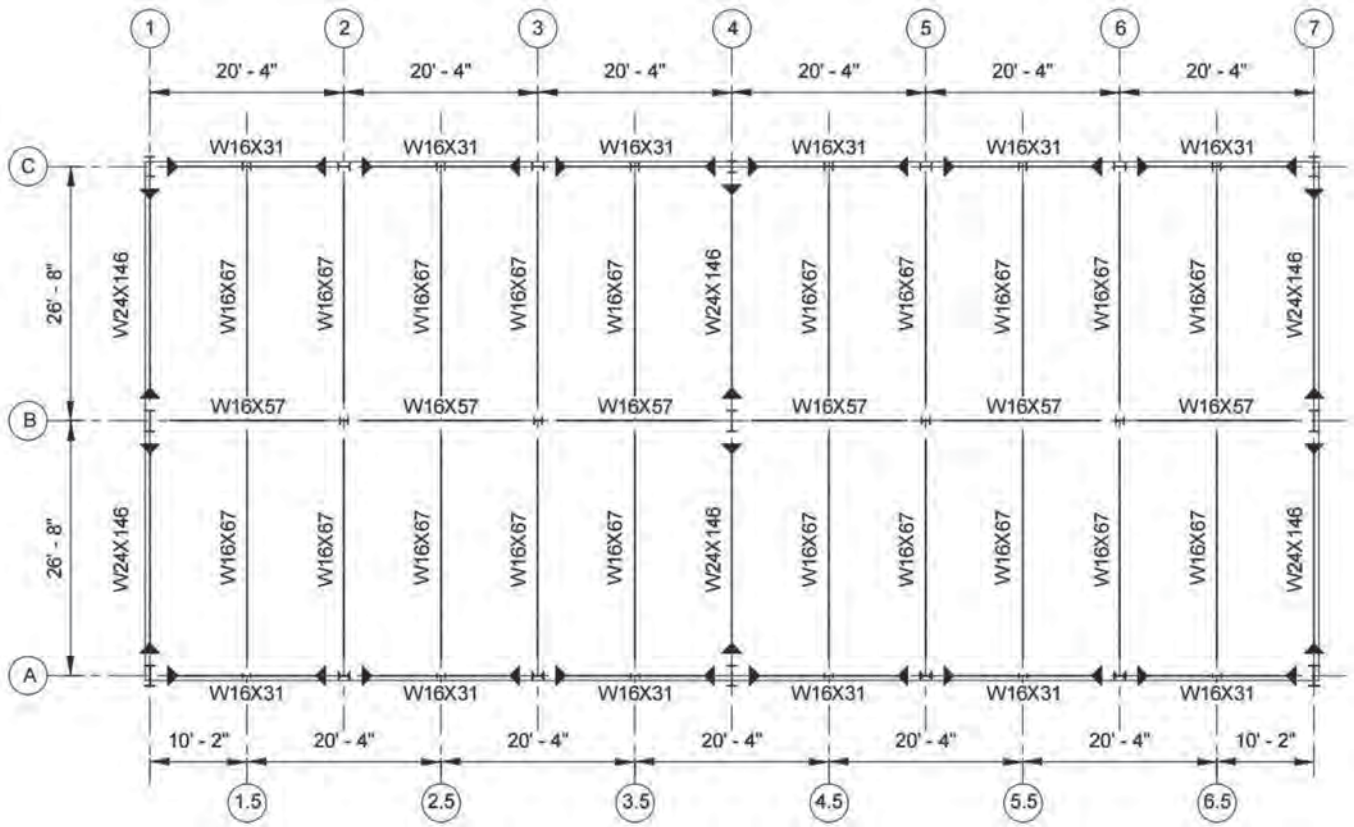 1 2 3 4 5 6 7
20' - 4" 20' - 4" 20' - 4" 20' - 4" 20' - 4" 20' - 4"
W16X31 W16X31 W16X31 W16X31 W16X31 W16X31
C
26' - 8"
W24X146 W16X67 W16X67 W16X67 W16X67 W16X67 W24X146 W16X67 W16X67 W16X67 W16X67 W16X67 W24X146
W16X57 W16X57 W16X57 W16X57 W16X57 W16X57
B
26' - 8"
W24X146 W16X67 W16X67 W16X67 W16X67 W16X67 W24X146 W16X67 W16X67 W16X67 W16X67 W16X67 W24X146
A
W16X31 W16X31 W16X31 W16X31 W16X31 W16X31
10' - 2" 20' - 4" 20' - 4" 20' - 4" 20' - 4" 20' - 4" 10' - 2"
1.5 2.5 3.5 4.5 5.5 6.5